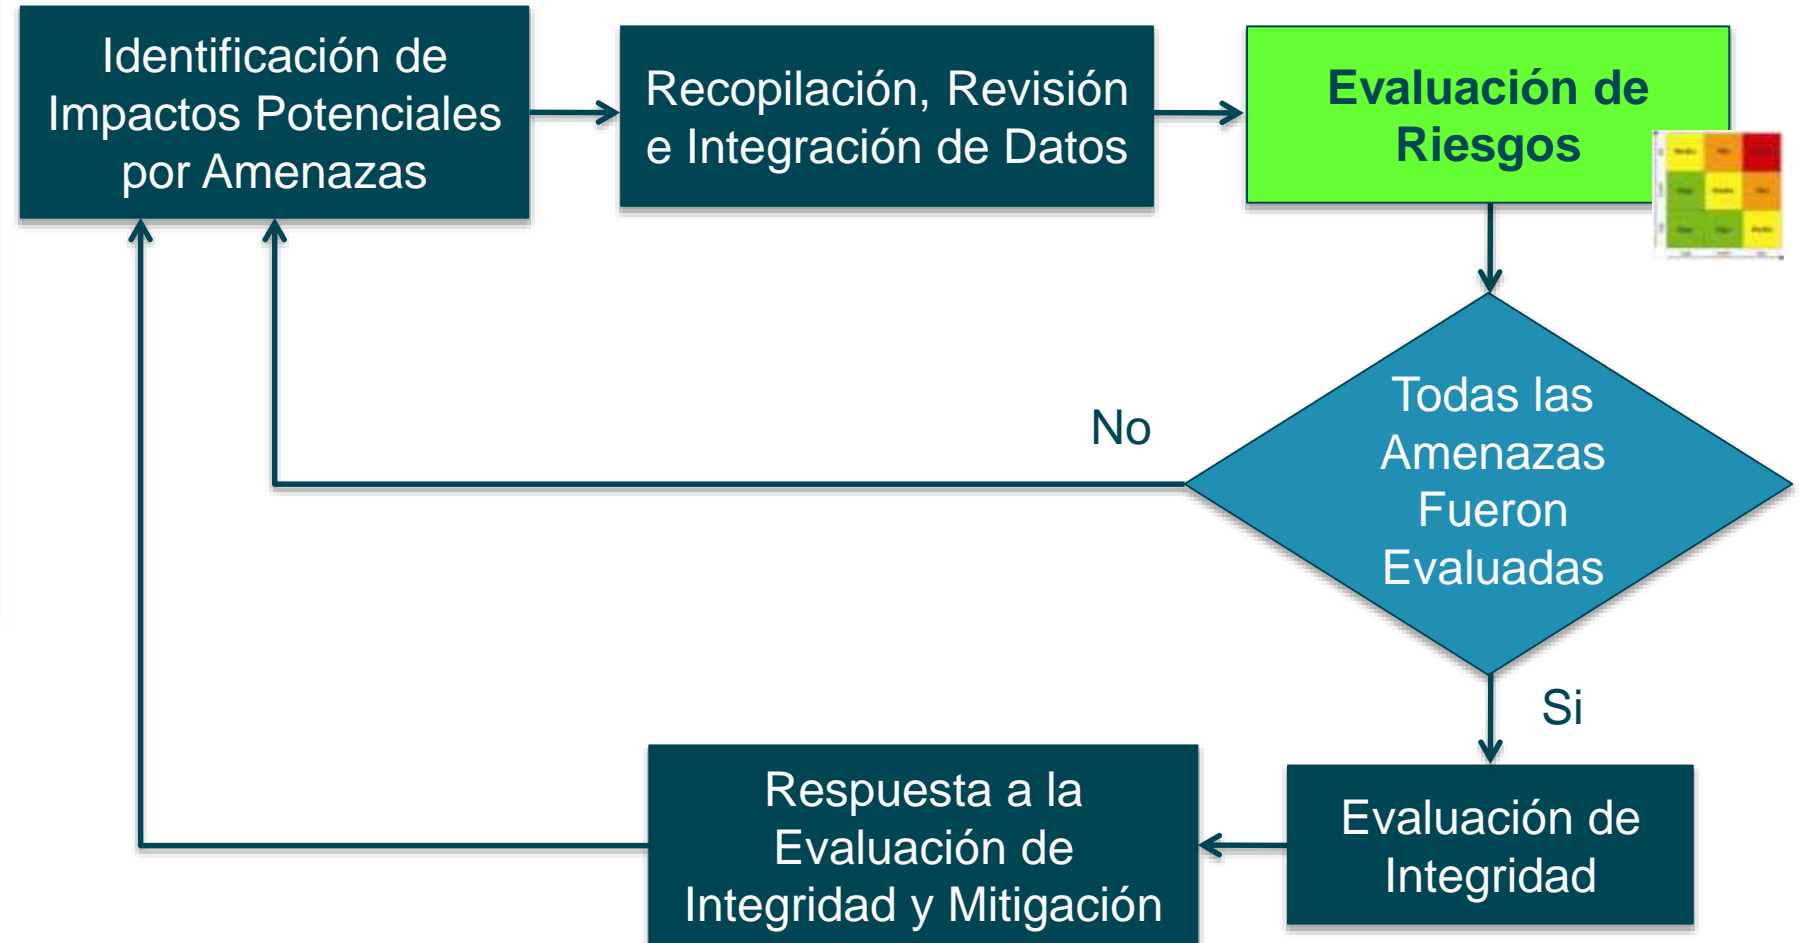 Identificación de
Impactos Potenciales
por Amenazas
Recopilación, Revisión
e Integración de Datos
Evaluación de
Riesgos
Todas las
Amenazas
Fueron
Evaluadas
No
Si
Evaluación de
Integridad
Respuesta a la
Evaluación de
Integridad y Mitigación